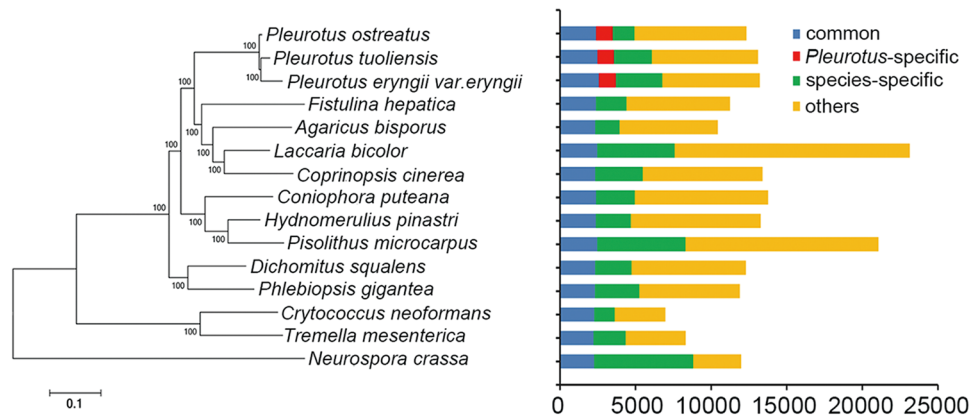 Pleurotus ostreatus
Pleurotus tuoliensis
Pleurotus eryngii var.eryngii
Fistulina hepatica
Agaricus bisporus
Laccaria bicolor
Coprinopsis cinerea
Coniophora puteana
Hydnomerulius pinastri
Pisolithus microcarpus
Dichomitus squalens
Phlebiopsis gigantea
Crytococcus neoformans
Tremella mesenterica
Neurospora crassa
100
100
100
100
100
100
100
100
100
100
100
100
0.1
common
Pleurotus-specific
species-specific
others
0 5000 10000 15000 20000 25000